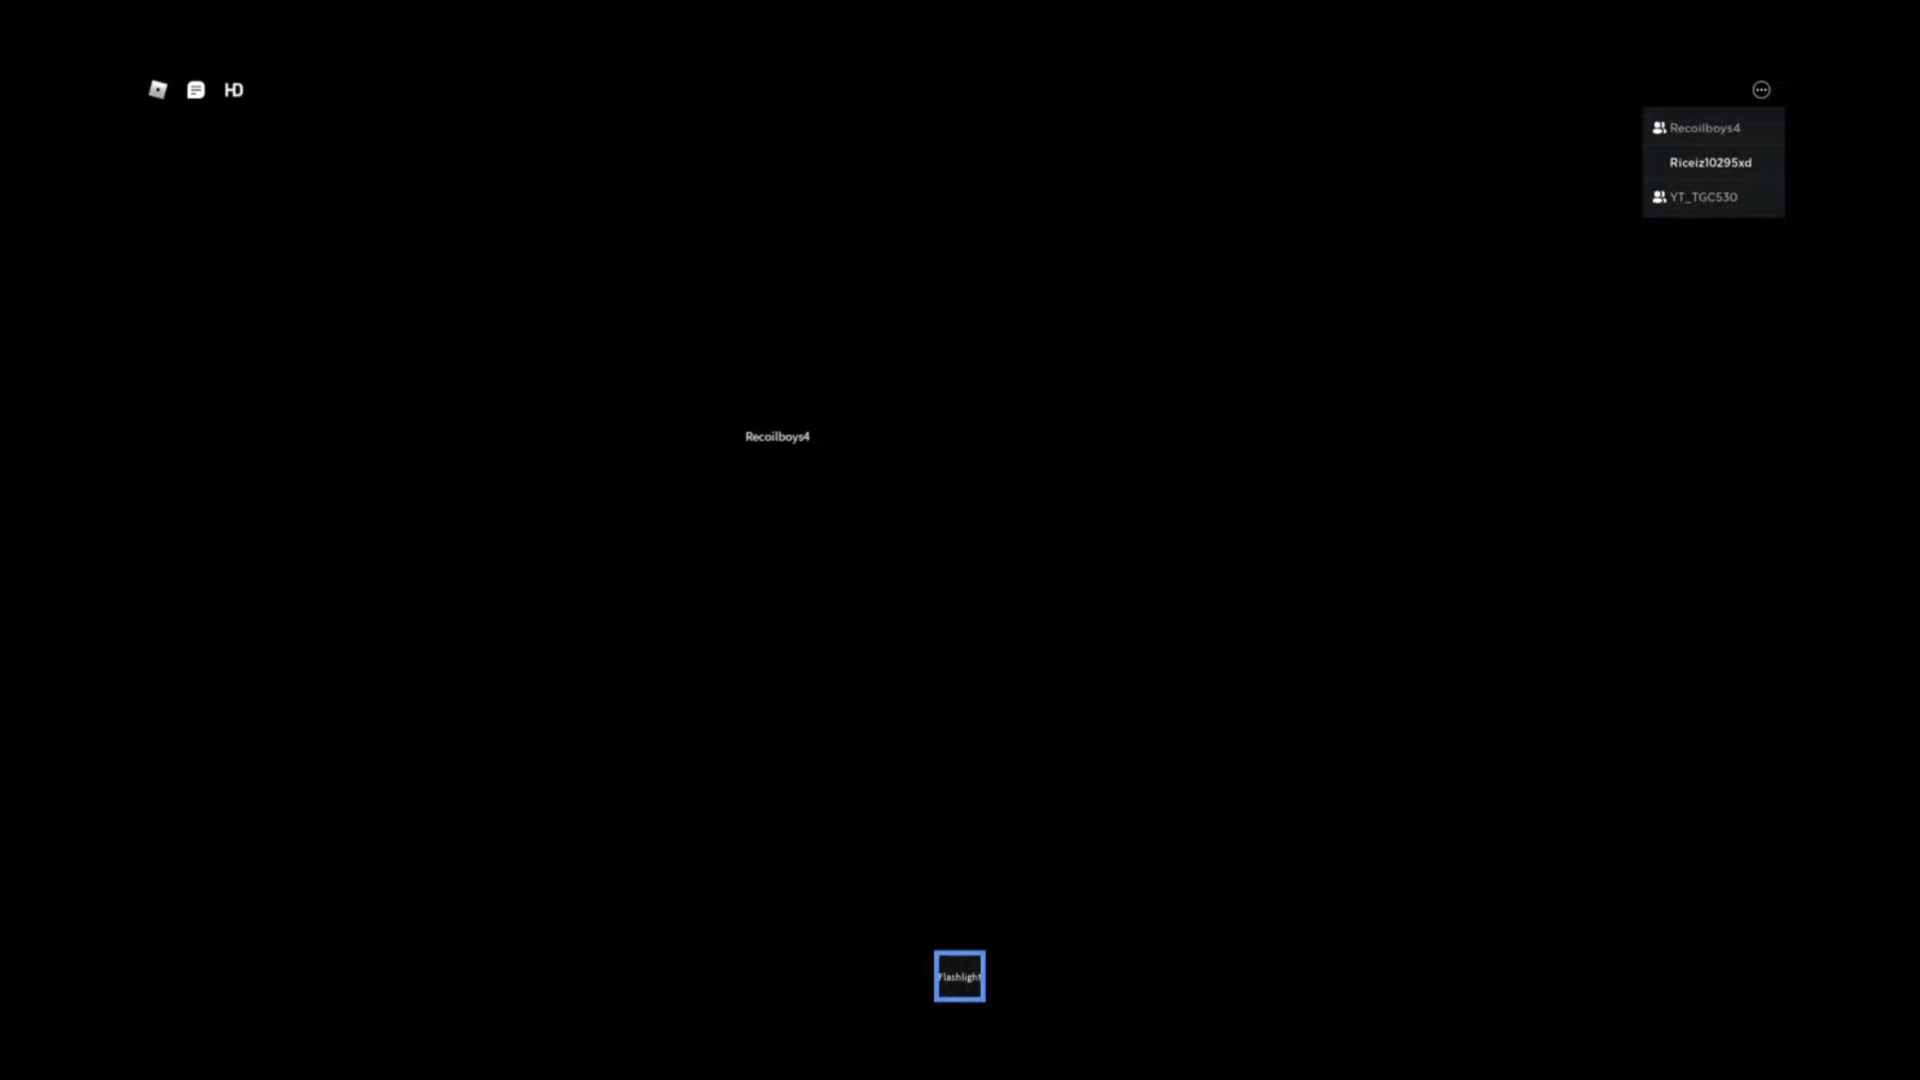 HD
Recoilboys4
Riceiz10295xd
YT_TGC530
Recoilboys4
Flashlight